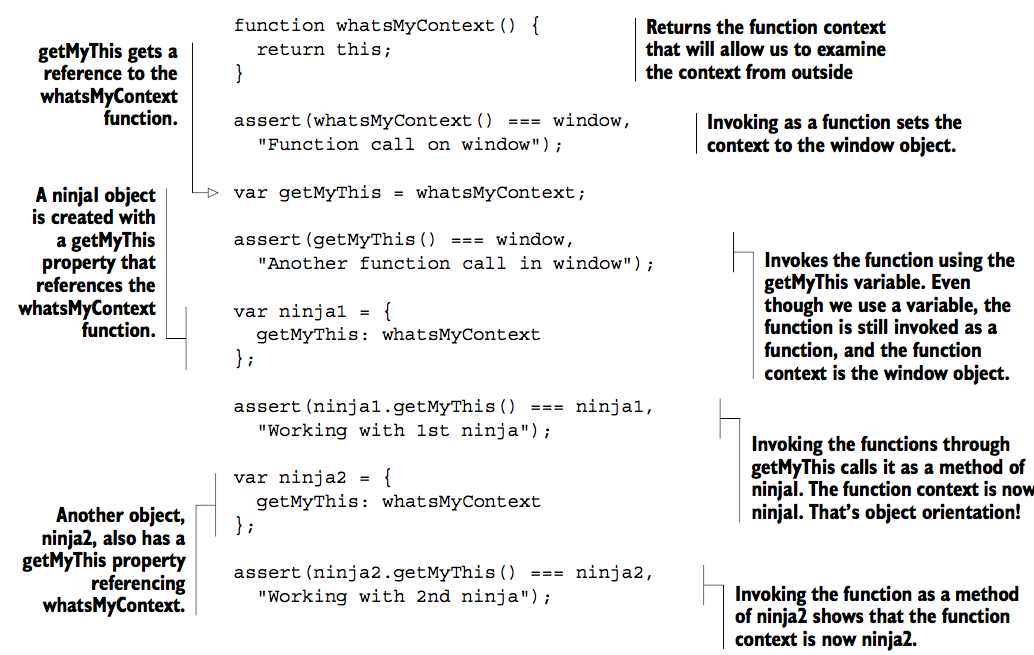 function whatsMyContext() {
return this;
}
Returns the function context
that will allow us to examine
the context from outside
getMyThis gets a
reference to the
whatsMyContext
function.
assert(whatsMyContext() === window,
"Function call on window");
Invoking as a function sets the
context to the window object.
var getMyThis = whatsMyContext;
A ninjal object
is created with
a getMyThis
property that
references the
whatsMyContext
function.
assert(getMyThis() === window,
"Another function call in window");
Invokes the function using the
getMyThis variable. Even
though we use a variable, the
function is still invoked as a
function, and the function
context is the window object.
var ninja1 = {
getMyThis: whatsMyContext
};
assert(ninja1.getMyThis() === ninja1,
"Working with 1st ninja");
Invoking the functions through
getMyThis calls it as a method of
ninjal. The function context is now
ninjal. That's object orientation!
var ninja2 = {
getMyThis: whatsMyContext
};
Another object,
ninja2, also has a
getMyThis property
referencing
whatsMyContext.
assert(ninja2.getMyThis() === ninja2,
"Working with 2nd ninja");
Invoking the function as a method
of ninja2 shows that the function
context is now ninja2.